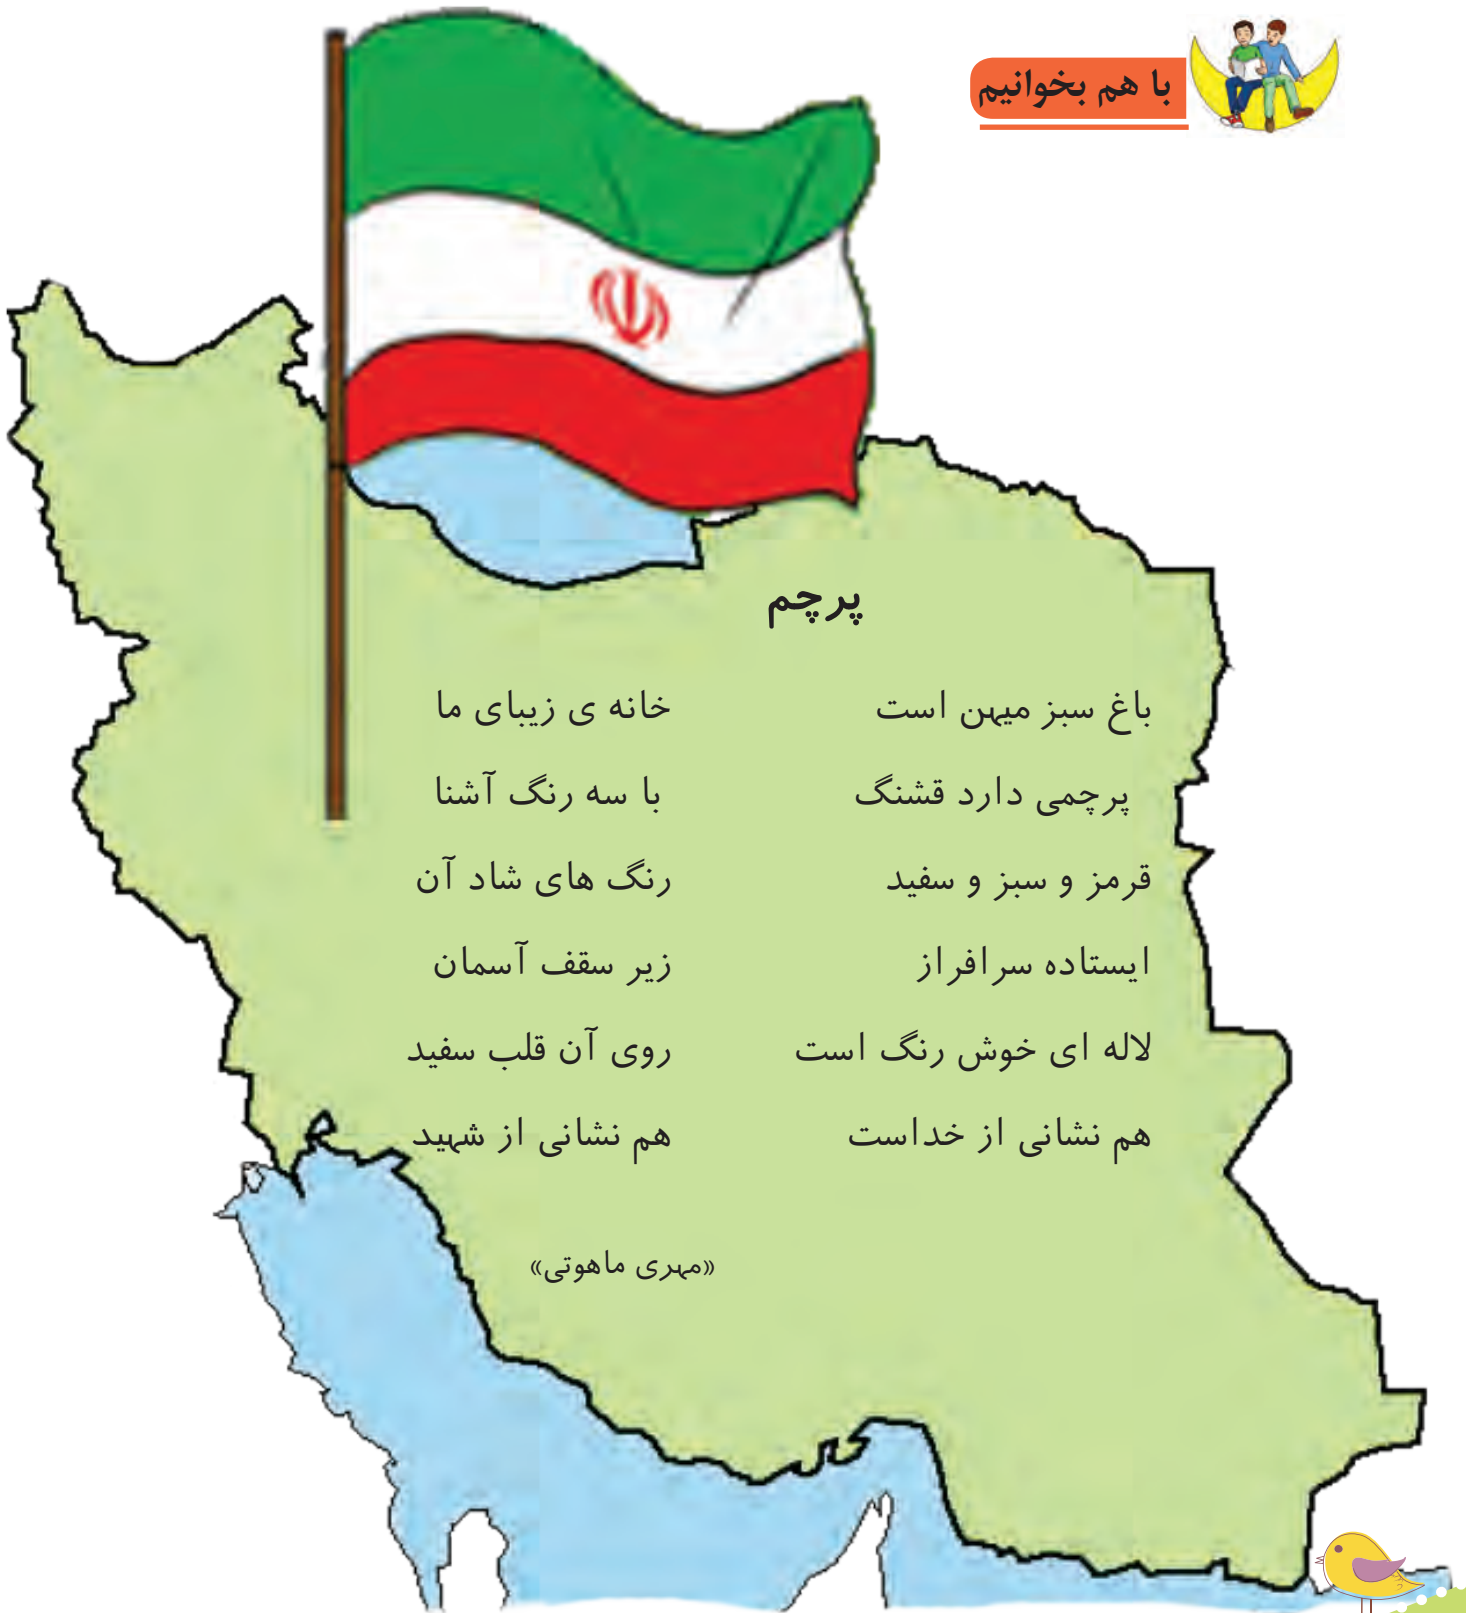 با هم بخوانیم
پرچم
باغ سبز میهن است خانه ی زیبای ما
پرچمی دارد قشنگ با سه رنگ آشنا
قرمز و سبز و سفید رنگ های شاد آن
ایستاده سرافراز زیر سقف آسمان
لاله ای خوش رنگ است روی آن قلب سفید
هم نشانی از خداست هم نشانی از شهید
«مهری ماهوتی»